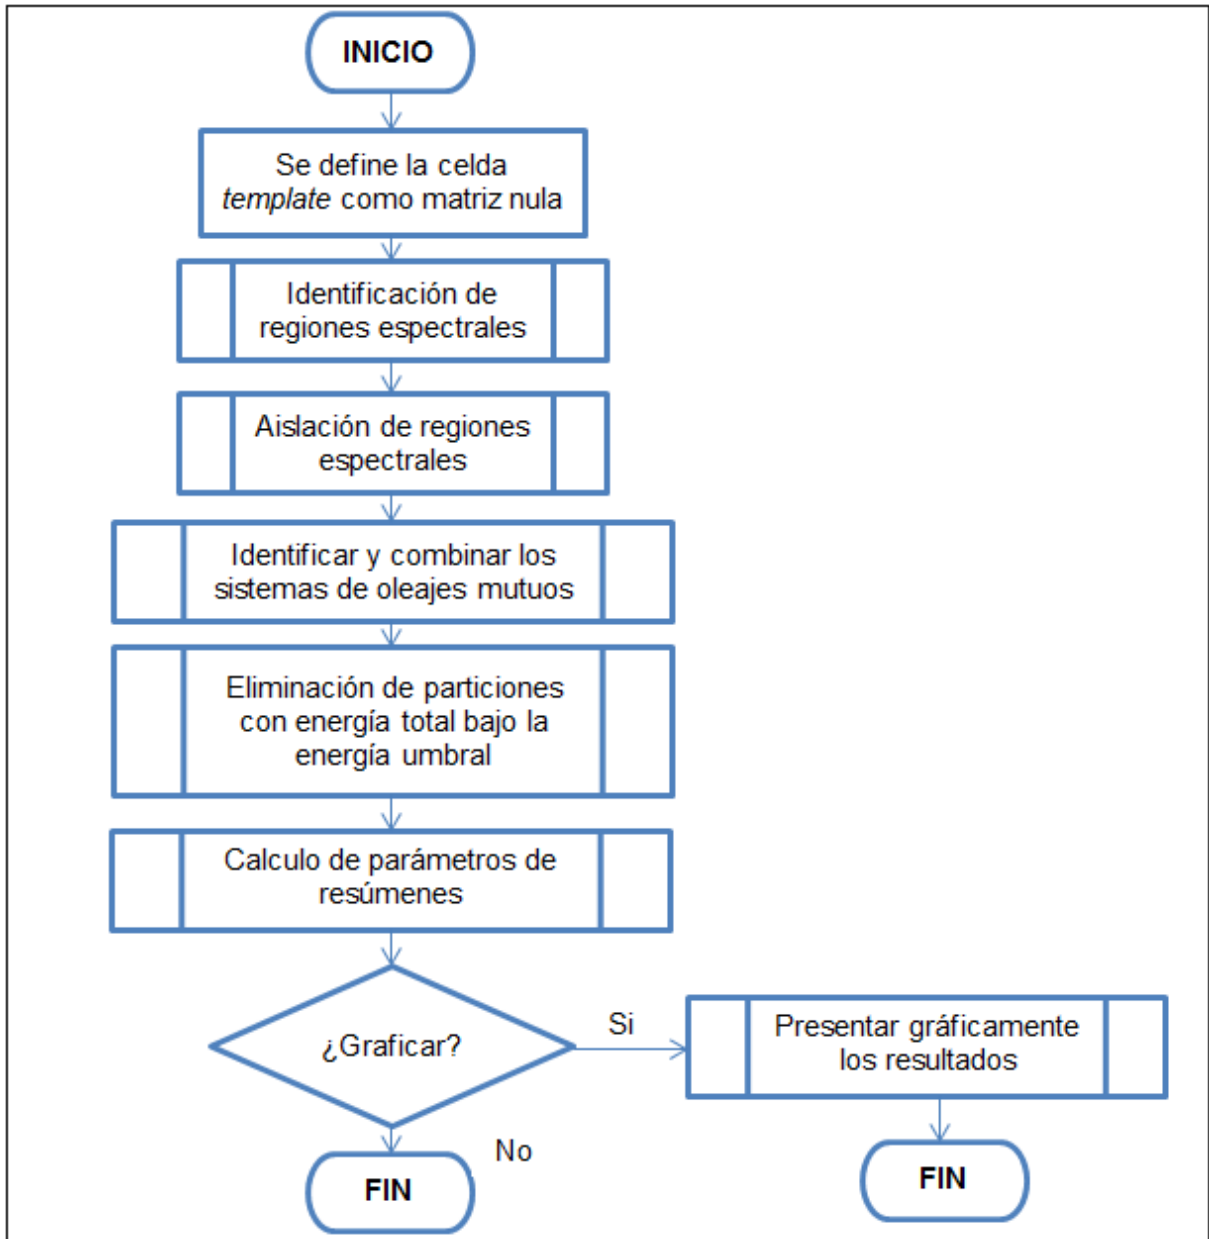 INICIO
Se define la celda
template como matriz nula
Identificación de
regiones espectrales
Aislación de regiones
espectrales
Identificar y combinar los
sistemas de oleajes mutuos
Eliminación de particiones
con energía total bajo la
energía umbral
Calculo de parámetros de
resúmenes
¿Graficar?
Si
Presentar gráficamente
los resultados
No
FIN
FIN